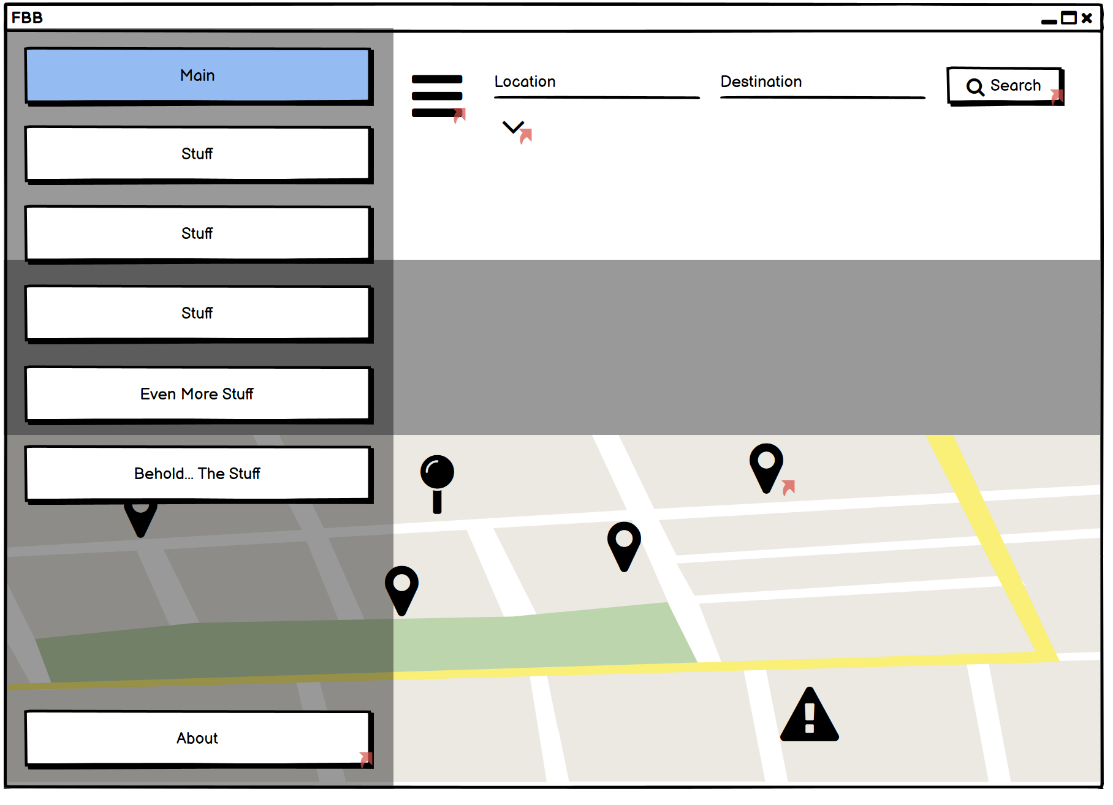 FBB
Main
Location
Destination
Search
Stuff
Stuff
Stuff
Even More Stuff
Behold... The Stuff
About